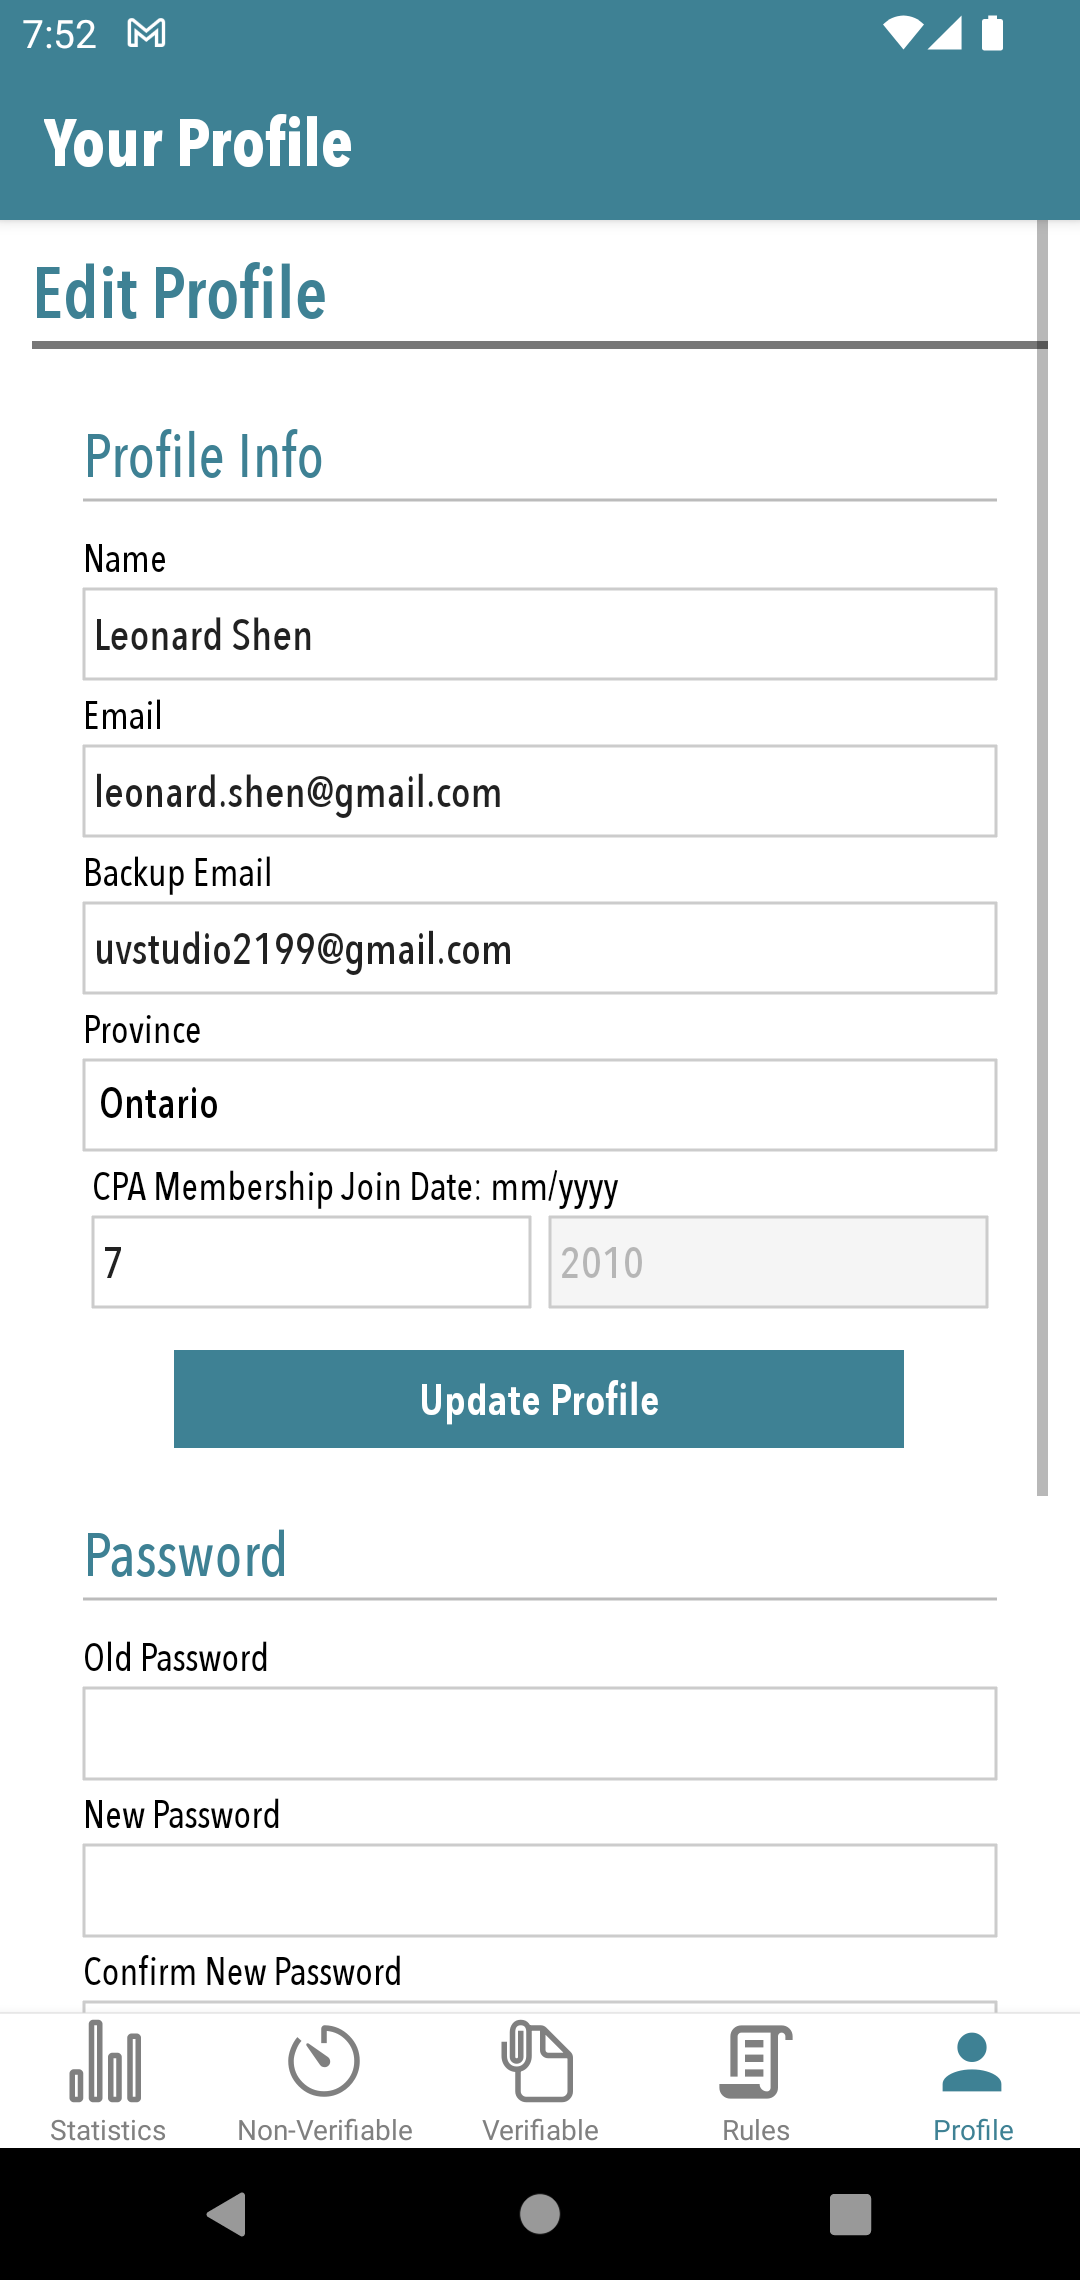 7:52
Your Profile
Edit Profile
Profile Info
Name
Leonard Shen
Email
leonard.shen@gmail.com
Backup Email
uvstudio2199@gmail.com
Province
Ontario
CPA Membership Join Date: mm/yyyy
7 2010
Update Profile
Password
Old Password
New Password
Confirm New Password
Statistics Non-Verifiable Verifiable Rules Profile